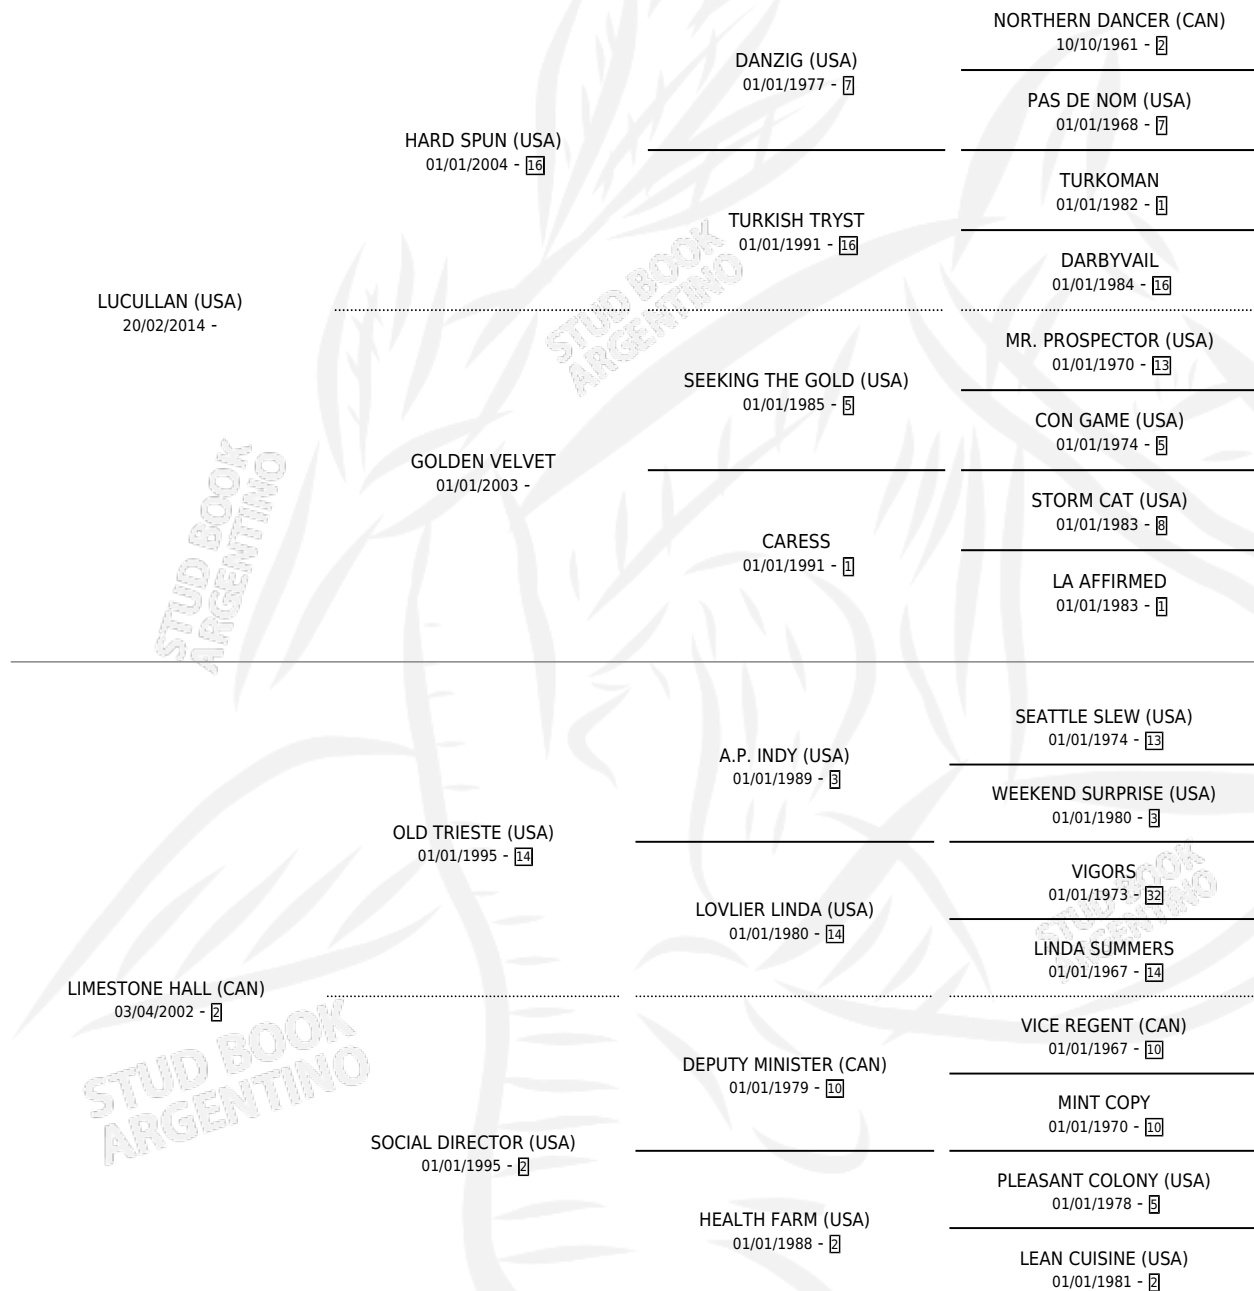 NORTHERN DANCER (CAN)
10/10/1961 - 2
DANZIG (USA)
01/01/1977 - 7
PAS DE NOM (USA)
01/01/1968 - 7
HARD SPUN (USA)
01/01/2004 - 16
TURKOMAN
01/01/1982 - 1
TURKISH TRYST
01/01/1991 - 16
DARBYVAIL
01/01/1984 - 16
LUCULLAN (USA)
20/02/2014 -
STUD BOOK
ARGENTINO
MR. PROSPECTOR (USA)
01/01/1970 - 13
SEEKING THE GOLD (USA)
01/01/1985 - 5
CON GAME (USA)
01/01/1974 - 5
GOLDEN VELVET
01/01/2003 -
STORM CAT (USA)
01/01/1983 - 8
CARESS
01/01/1991 - 1
LA AFFIRMED
01/01/1983 - 1
STUD BOOK
ARGENTINO
SEATTLE SLEW (USA)
01/01/1974 - 13
A.P. INDY (USA)
01/01/1989 - 3
WEEKEND SURPRISE (USA)
01/01/1980 - 3
OLD TRIESTE (USA)
01/01/1995 - 14
VIGORS
01/01/1973 - 32
LOVLIER LINDA (USA)
01/01/1980 - 14
STUD BOOK
ARGENTINO
LINDA SUMMERS
01/01/1967 - 14
LIMESTONE HALL (CAN)
03/04/2002 - 2
VICE REGENT (CAN)
01/01/1967 - 10
DEPUTY MINISTER (CAN)
01/01/1979 - 10
MINT COPY
01/01/1970 - 10
STUD BOOK
ARGENTINO
SOCIAL DIRECTOR (USA)
01/01/1995 - 2
PLEASANT COLONY (USA)
01/01/1978 - 5
HEALTH FARM (USA)
01/01/1988 - 2
LEAN CUISINE (USA)
01/01/1981 - 2